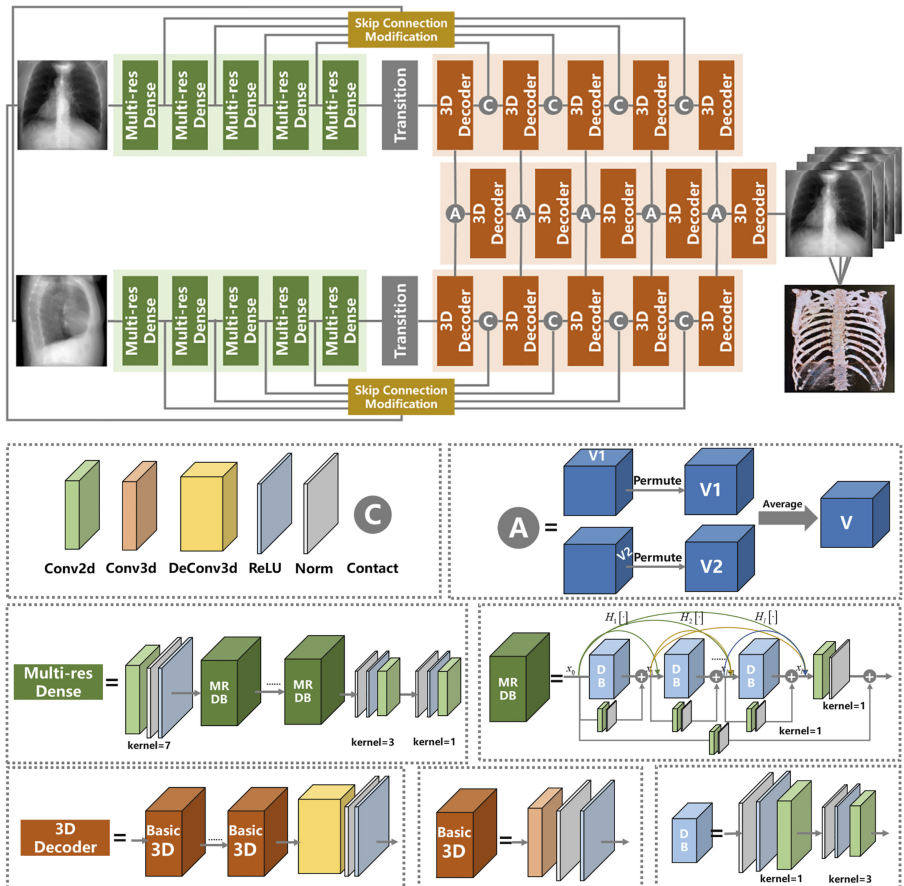 Skip Connection
Modification
Multi-res
Dense
Multi-res
Dense
Multi-res
Dense
Multi-res
Dense
Multi-res
Dense
Transition
3D
Decoder
C
3D
Decoder
C
3D
Decoder
C
3D
Decoder
C
3D
Decoder
A
3D
Decoder
A
3D
Decoder
A
3D
Decoder
A
3D
Decoder
A
3D
Decoder
Multi-res
Dense
Multi-res
Dense
Multi-res
Dense
Multi-res
Dense
Multi-res
Dense
Transition
3D
Decoder
C
3D
Decoder
C
3D
Decoder
C
3D
Decoder
C
3D
Decoder
Skip Connection
Modification
C
Conv2d Conv3d DeConv3d ReLU Norm Contact
A =
V1
Permute
V1
V2
Permute
V2
Average
V
Multi-res
Dense
=
kernel=7
MR
DB
......
MR
DB
kernel=3
kernel=1
MR
DB
=
x₀
H₁[·]
H₂[·]
H_l[·]
D
B
+
x
D
B
......
+
D
B
+
x
+
kernel=1
kernel=1
3D
Decoder
=
Basic
3D
......
Basic
3D
Basic
3D
=
D
B
=
kernel=1
kernel=3